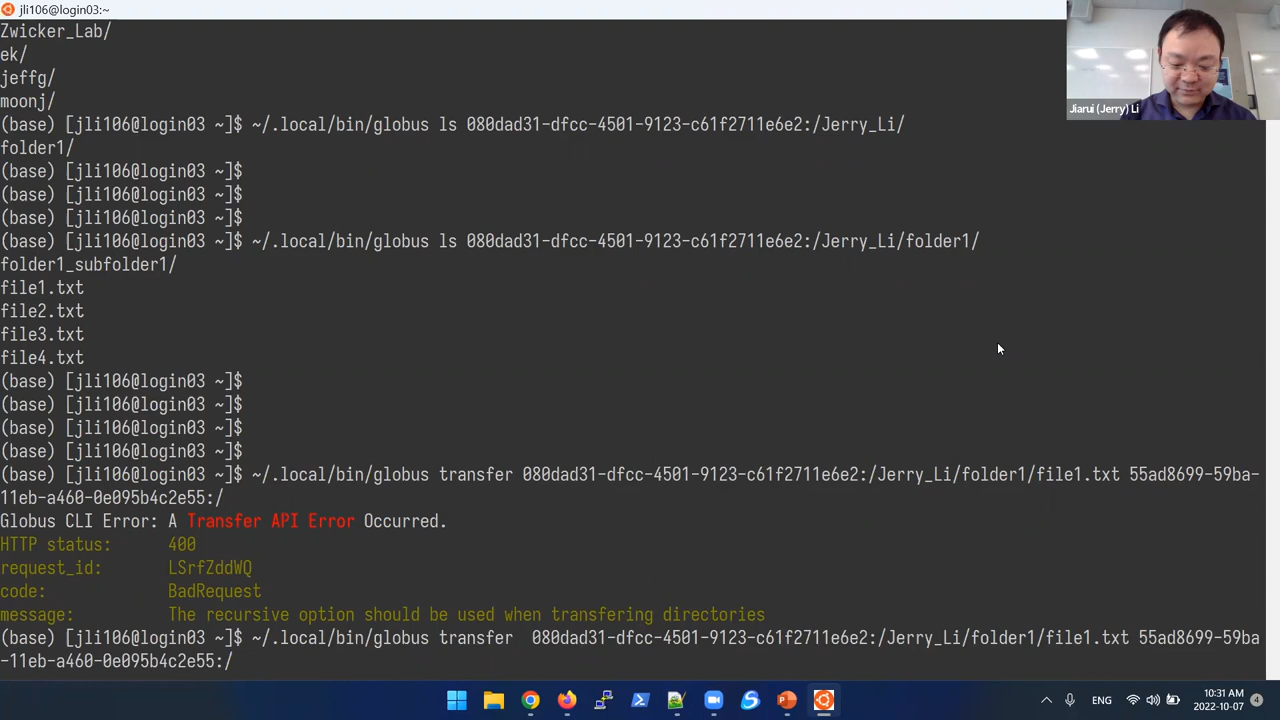 jli106@login03:~
Zwicker_Lab/
ek/
jeffg/
moonj/
(base) [jli106@login03 ~]$ ~/.local/bin/globus ls 080dad31-dfcc-4501-9123-c61f2711e6e2:/Jerry_Li/
folder1/
(base) [jli106@login03 ~]$
(base) [jli106@login03 ~]$
(base) [jli106@login03 ~]$
(base) [jli106@login03 ~]$ ~/.local/bin/globus ls 080dad31-dfcc-4501-9123-c61f2711e6e2:/Jerry_Li/folder1/
folder1_subfolder1/
file1.txt
file2.txt
file3.txt
file4.txt
(base) [jli106@login03 ~]$
(base) [jli106@login03 ~]$
(base) [jli106@login03 ~]$
(base) [jli106@login03 ~]$
(base) [jli106@login03 ~]$ ~/.local/bin/globus transfer 080dad31-dfcc-4501-9123-c61f2711e6e2:/Jerry_Li/folder1/file1.txt 55ad8699-59ba-
11eb-a460-0e095b4c2e55:/
Globus CLI Error: A Transfer API Error Occurred.
HTTP status: 400
request_id: LSrfZddWQ
code: BadRequest
message: The recursive option should be used when transfering directories
(base) [jli106@login03 ~]$ ~/.local/bin/globus transfer  080dad31-dfcc-4501-9123-c61f2711e6e2:/Jerry_Li/folder1/file1.txt 55ad8699-59ba
-11eb-a460-0e095b4c2e55:/
Jiarui (Jerry) Li
ENG
10:31 AM
2022-10-07
4